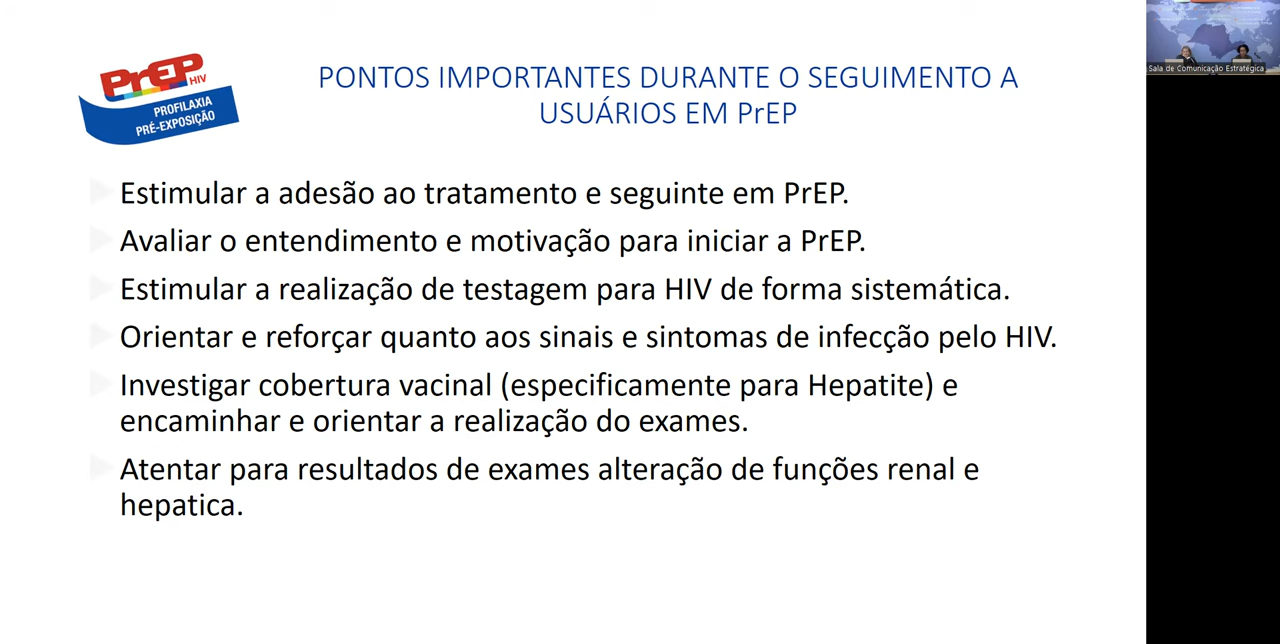 PrEP HIV
PROFILAXIA
PRÉ-EXPOSIÇÃO
PONTOS IMPORTANTES DURANTE O SEGUIMENTO A
USUÁRIOS EM PrEP
Estimular a adesão ao tratamento e seguinte em PrEP.
Avaliar o entendimento e motivação para iniciar a PrEP.
Estimular a realização de testagem para HIV de forma sistemática.
Orientar e reforçar quanto aos sinais e sintomas de infecção pelo HIV.
Investigar cobertura vacinal (especificamente para Hepatite) e
encaminhar e orientar a realização do exames.
Atentar para resultados de exames alteração de funções renal e
hepatica.
Sala de Comunicação Estratégica